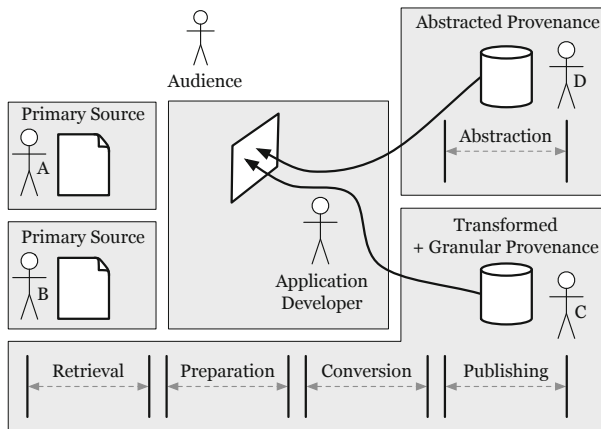 Audience
Abstracted Provenance
D
Abstraction
Primary Source
A
Primary Source
B
Application
Developer
Transformed
+ Granular Provenance
C
Retrieval
Preparation
Conversion
Publishing